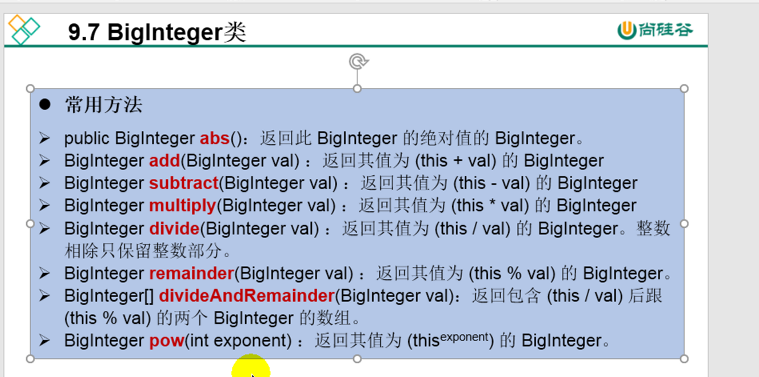 9.7 BigInteger类
尚硅谷
● 常用方法
➢ public BigInteger abs()：返回此 BigInteger 的绝对值的 BigInteger。
➢ BigInteger add(BigInteger val) ：返回其值为 (this + val) 的 BigInteger
➢ BigInteger subtract(BigInteger val) ：返回其值为 (this - val) 的 BigInteger
➢ BigInteger multiply(BigInteger val) ：返回其值为 (this * val) 的 BigInteger
➢ BigInteger divide(BigInteger val) ：返回其值为 (this / val) 的 BigInteger。整数
相除只保留整数部分。
➢ BigInteger remainder(BigInteger val) ：返回其值为 (this % val) 的 BigInteger。
➢ BigInteger[] divideAndRemainder(BigInteger val)：返回包含 (this / val) 后跟
(this % val) 的两个 BigInteger 的数组。
➢ BigInteger pow(int exponent) ：返回其值为 (thisexponent) 的 BigInteger。